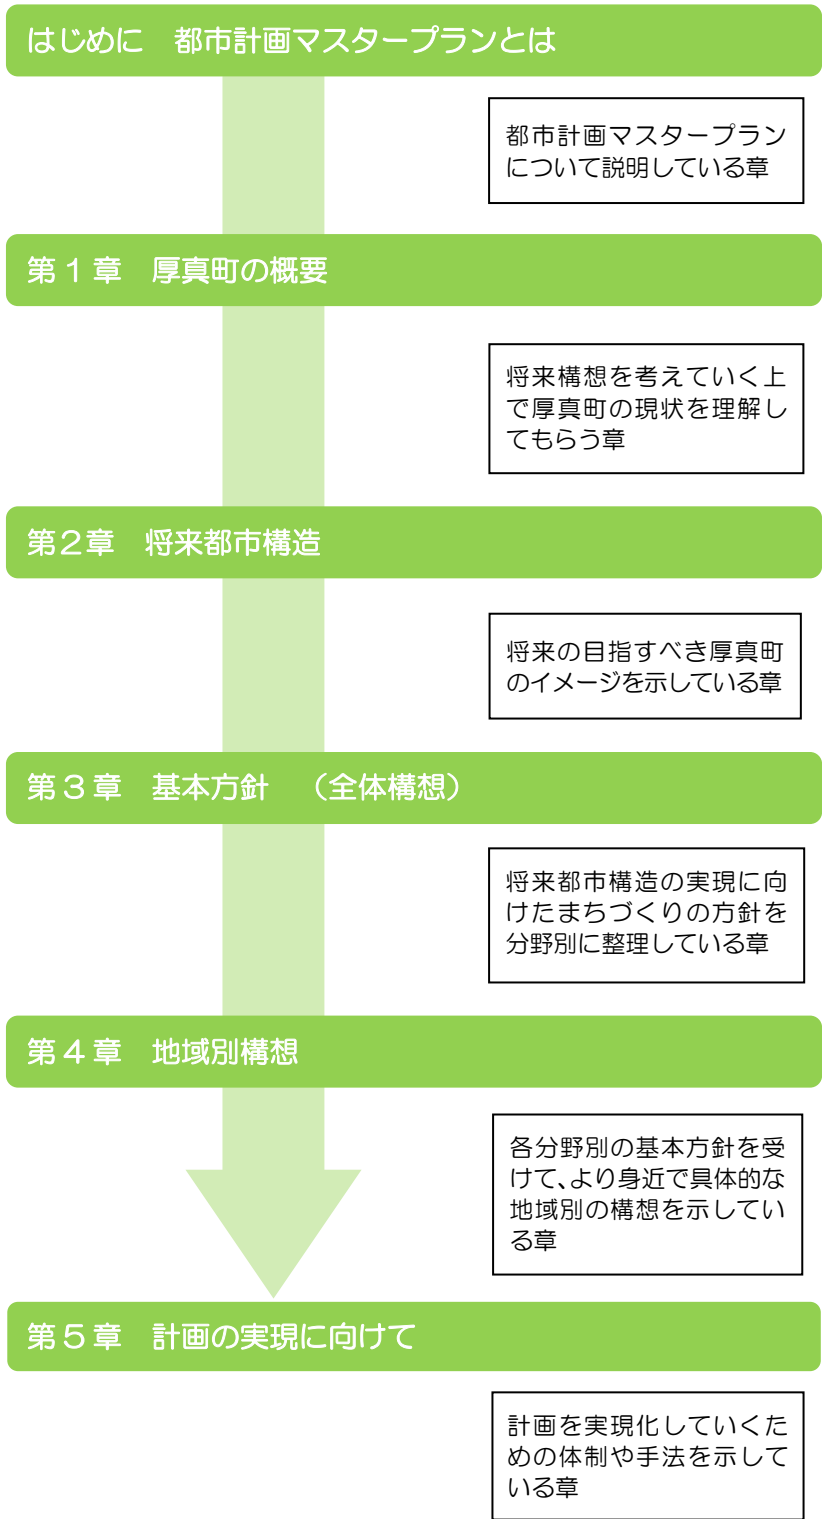 はじめに　都市計画マスタープランとは
都市計画マスタープラン
について説明している章
第１章　厚真町の概要
将来構想を考えていく上
で厚真町の現状を理解し
てもらう章
第２章　将来都市構造
将来の目指すべき厚真町
のイメージを示している章
第３章　基本方針　（全体構想）
将来都市構造の実現に向
けたまちづくりの方針を
分野別に整理している章
第４章　地域別構想
各分野別の基本方針を受
けて、より身近で具体的な
地域別の構想を示してい
る章
第５章　計画の実現に向けて
計画を実現化していくた
めの体制や手法を示して
いる章